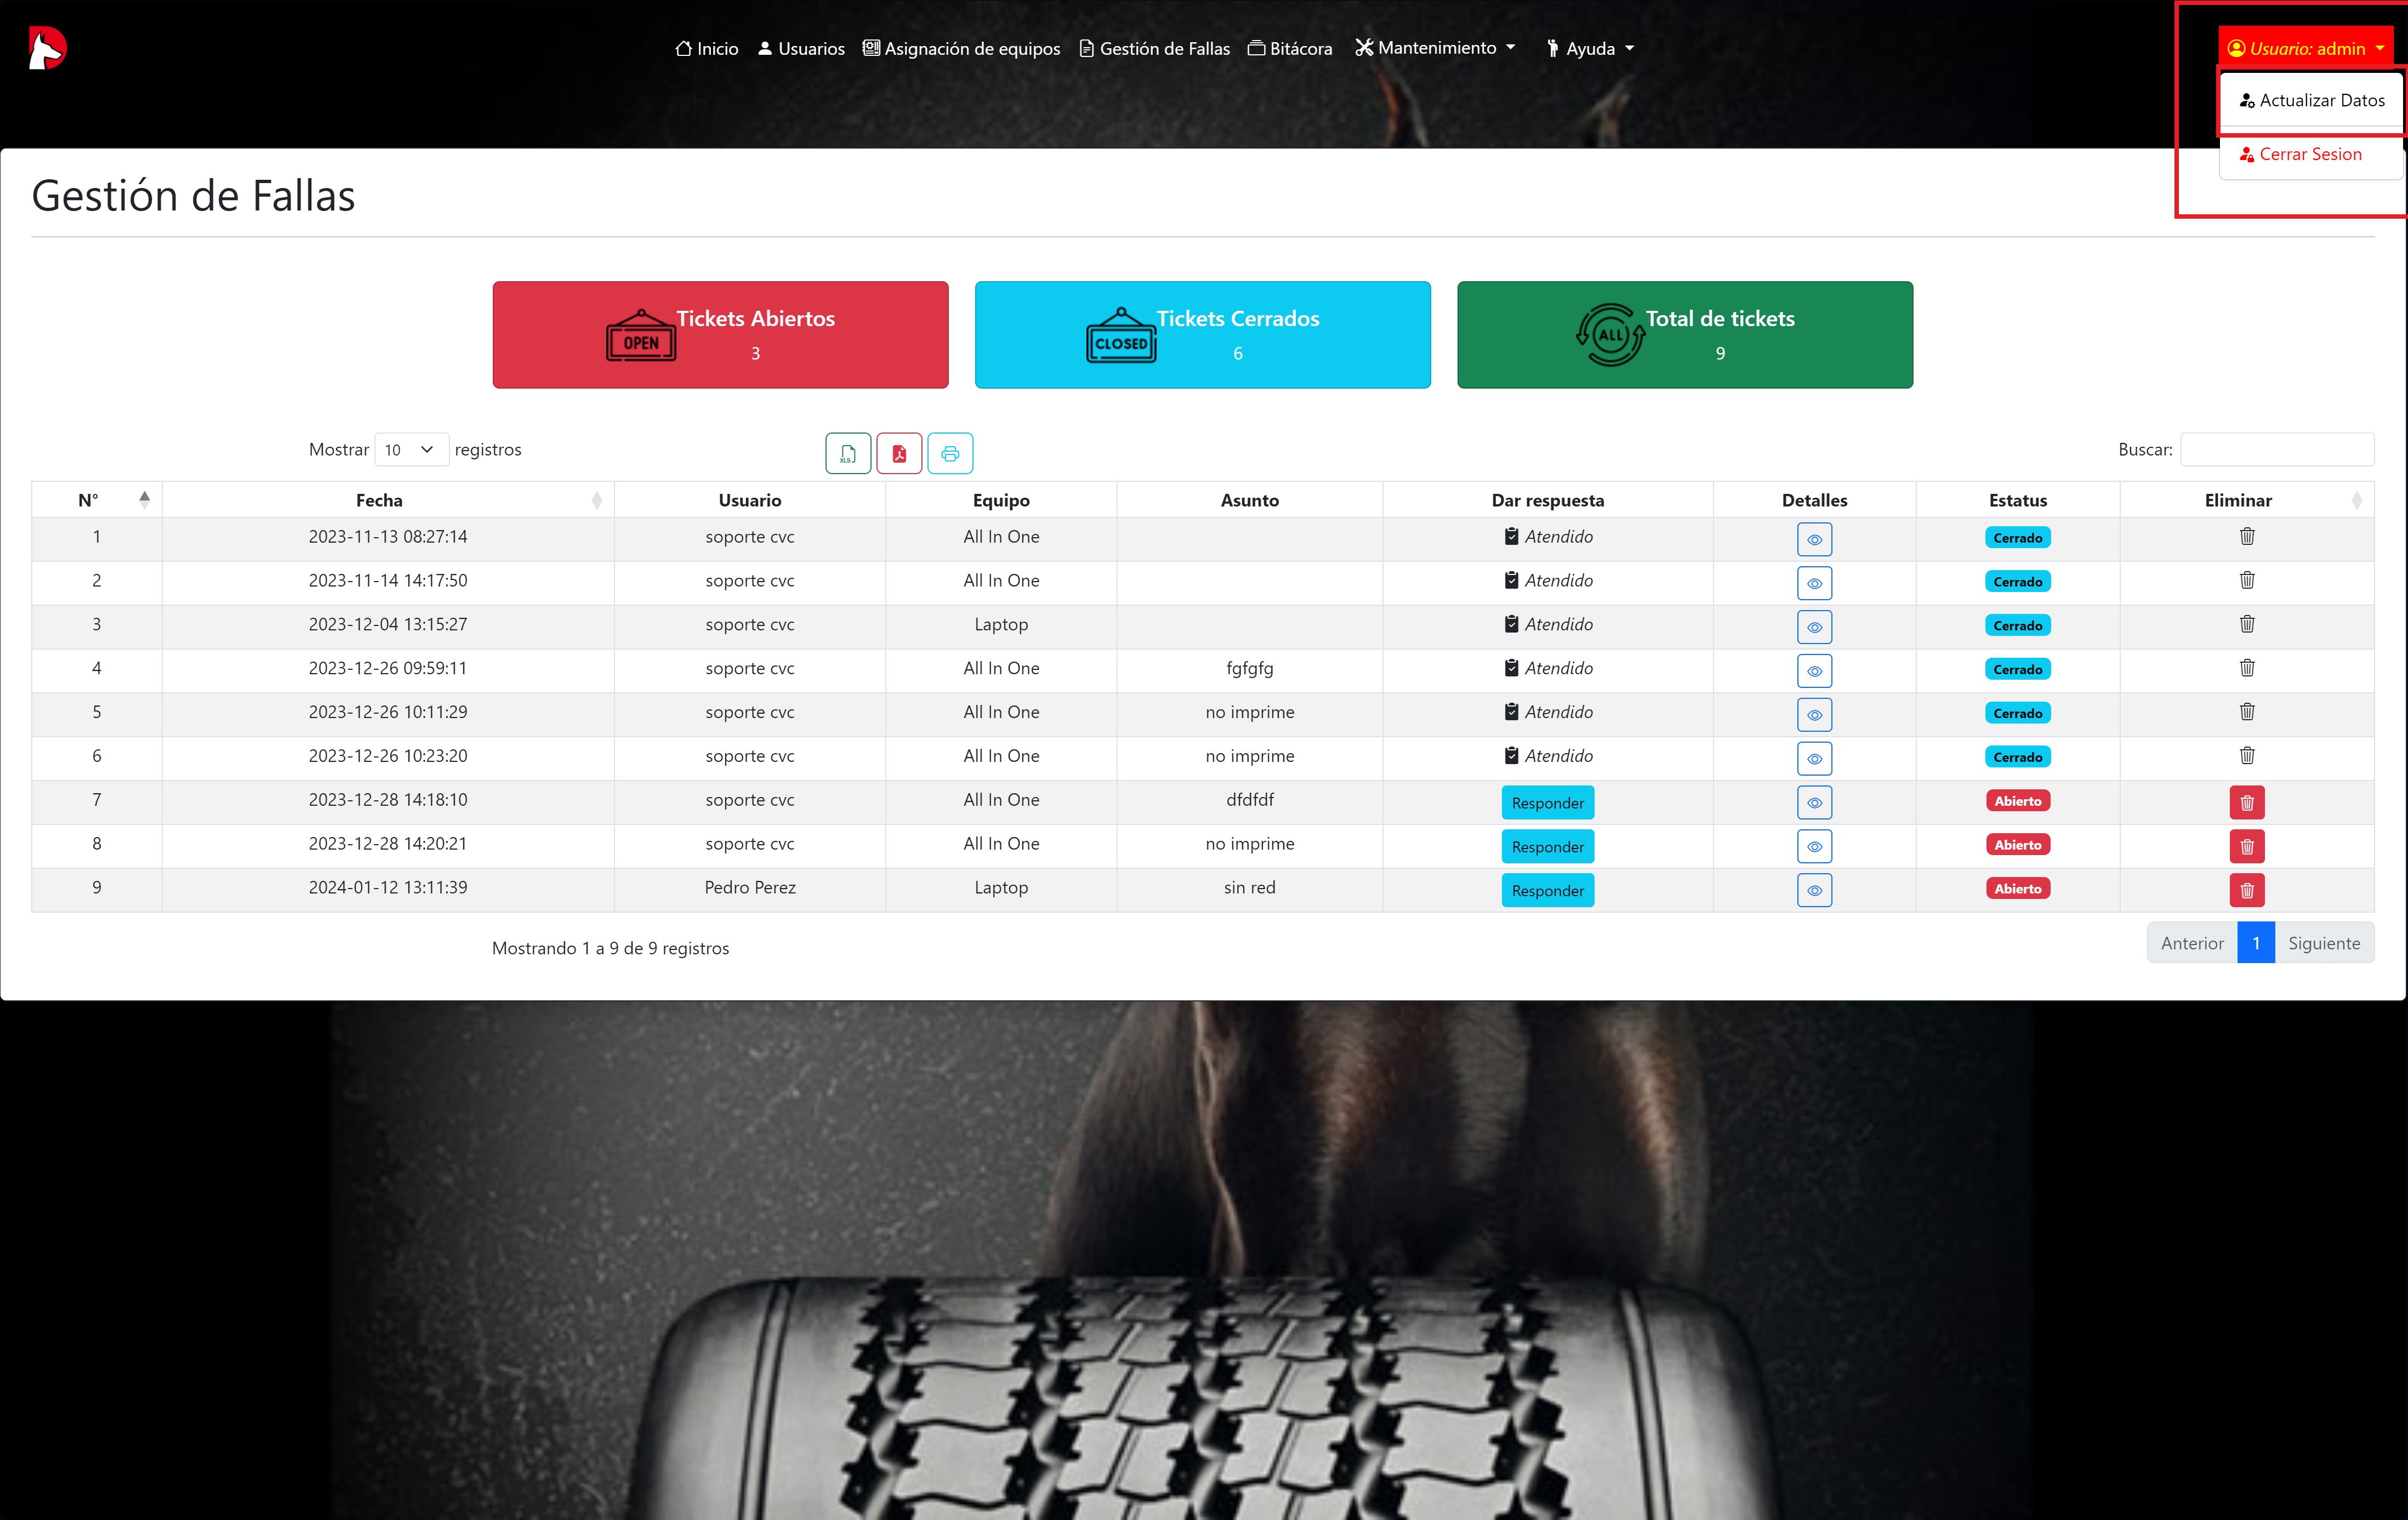 Inicio Usuarios Asignación de equipos Gestión de Fallas Bitácora Mantenimiento Ayuda Usuario: admin
Actualizar Datos
Cerrar Sesion
Gestión de Fallas
OPEN Tickets Abiertos
3
CLOSED Tickets Cerrados
6
ALL Total de tickets
9
Mostrar 10 registros XLS Buscar:
N° Fecha Usuario Equipo Asunto Dar respuesta Detalles Estatus Eliminar
1 2023-11-13 08:27:14 soporte cvc All In One Atendido Cerrado
2 2023-11-14 14:17:50 soporte cvc All In One Atendido Cerrado
3 2023-12-04 13:15:27 soporte cvc Laptop Atendido Cerrado
4 2023-12-26 09:59:11 soporte cvc All In One fgfgfg Atendido Cerrado
5 2023-12-26 10:11:29 soporte cvc All In One no imprime Atendido Cerrado
6 2023-12-26 10:23:20 soporte cvc All In One no imprime Atendido Cerrado
7 2023-12-28 14:18:10 soporte cvc All In One dfdfdf Responder Abierto
8 2023-12-28 14:20:21 soporte cvc All In One no imprime Responder Abierto
9 2024-01-12 13:11:39 Pedro Perez Laptop sin red Responder Abierto
Mostrando 1 a 9 de 9 registros Anterior 1 Siguiente